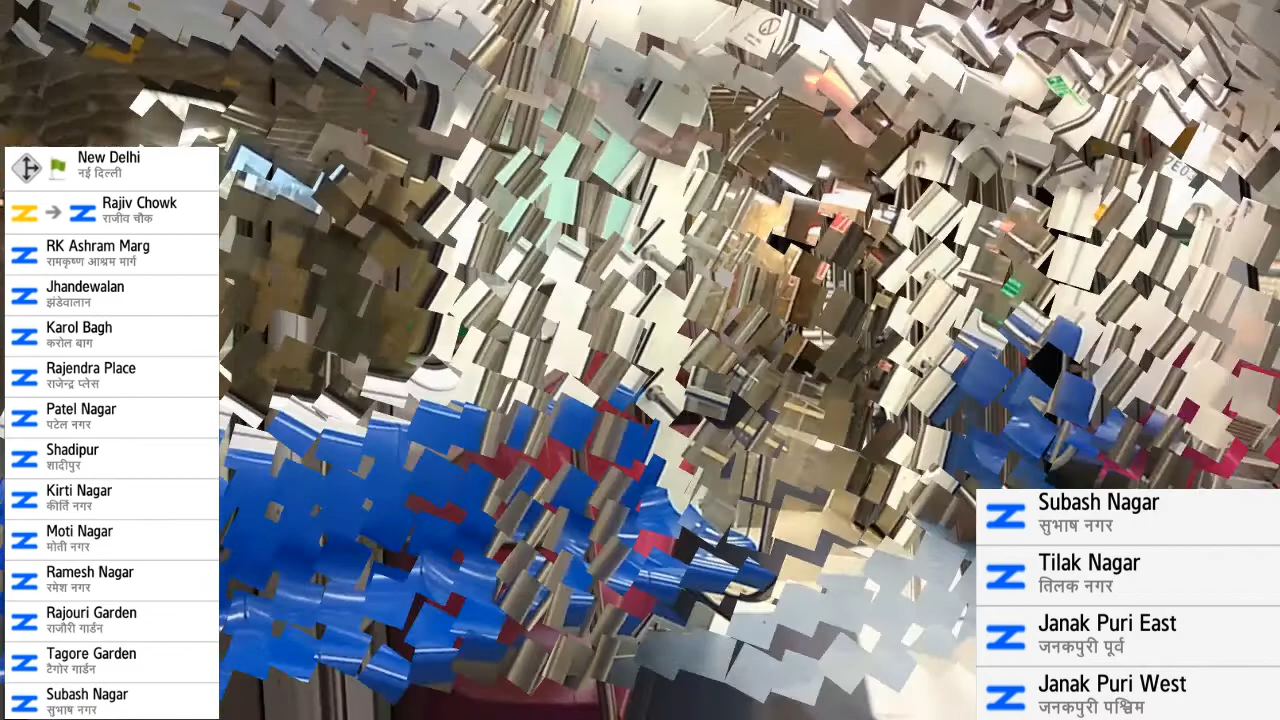 New Delhi
नई दिल्ली
Rajiv Chowk
राजीव चौक
RK Ashram Marg
रामकृष्ण आश्रम मार्ग
Jhandewalan
झंडेवालान
Karol Bagh
करोल बाग
Rajendra Place
राजेन्द्र प्लेस
Patel Nagar
पटेल नगर
Shadipur
शादीपुर
Kirti Nagar
कीर्ति नगर
Moti Nagar
मोती नगर
Ramesh Nagar
रमेश नगर
Rajouri Garden
राजौरी गार्डन
Tagore Garden
टैगोर गार्डन
Subash Nagar
सुभाष नगर
Subash Nagar
सुभाष नगर
Tilak Nagar
तिलक नगर
Janak Puri East
जनकपुरी पूर्व
Janak Puri West
जनकपुरी पश्चिम